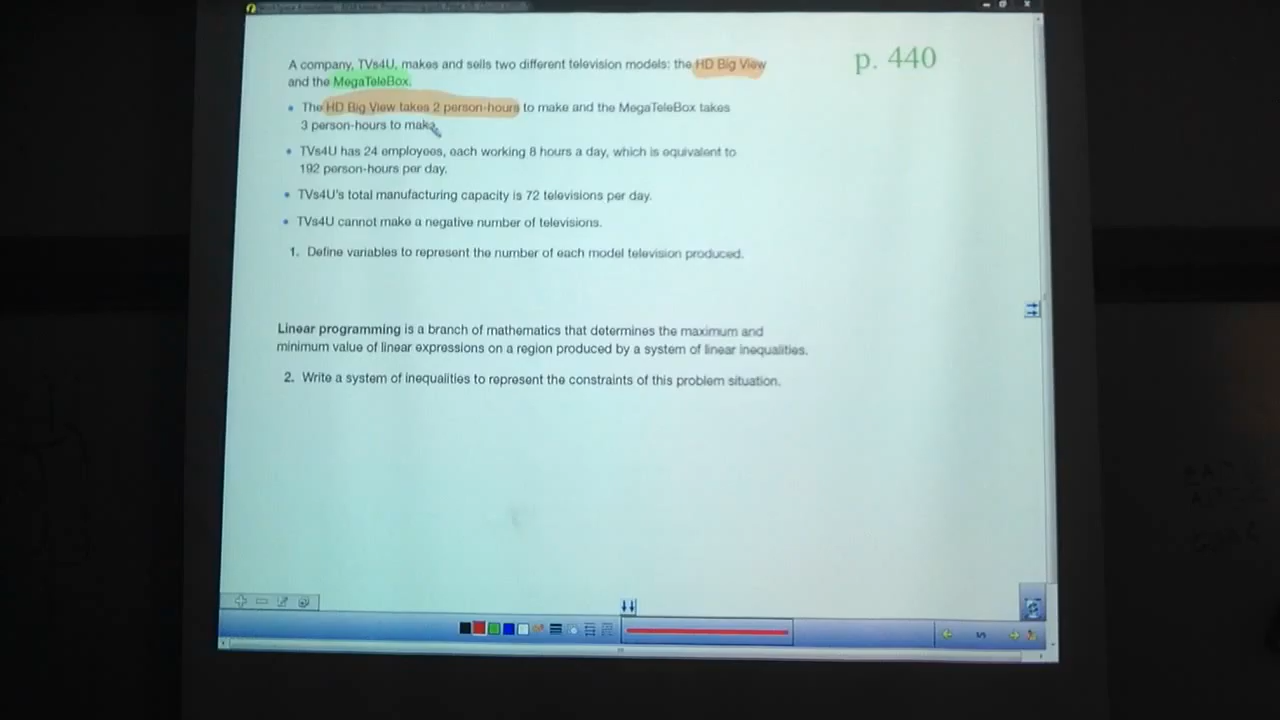 A company, TVs4U, makes and sells two different television models: the HD Big View
p. 440
and the MegaTeleBox.
• The HD Big View takes 2 person-hours to make and the MegaTeleBox takes
3 person-hours to make.
• TVs4U has 24 employees, each working 8 hours a day, which is equivalent to
192 person-hours per day.
• TVs4U's total manufacturing capacity is 72 televisions per day.
• TVs4U cannot make a negative number of televisions.
1. Define variables to represent the number of each model television produced.
Linear programming is a branch of mathematics that determines the maximum and
minimum value of linear expressions on a region produced by a system of linear inequalities.
2. Write a system of inequalities to represent the constraints of this problem situation.